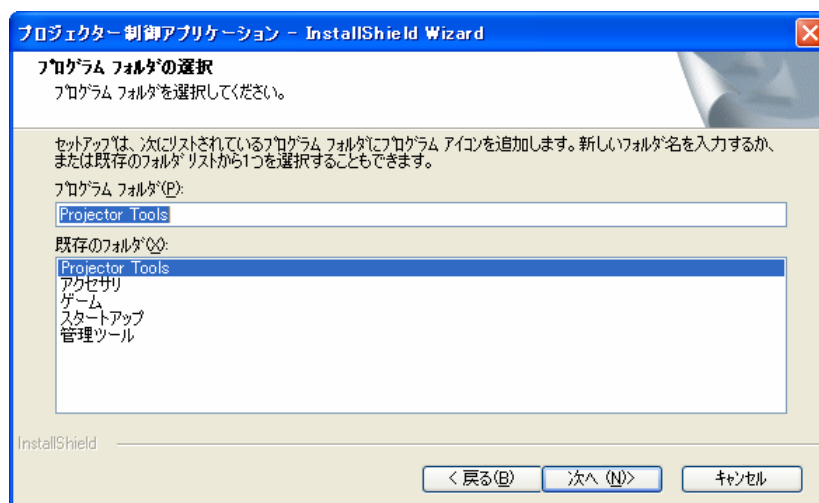 プロジェクター制御アプリケーション - InstallShield Wizard
プログラム フォルダの選択
プログラム フォルダを選択してください。
セットアップは、次にリストされているプログラム フォルダにプログラム アイコンを追加します。新しいフォルダ名を入力するか、
または既存のフォルダリストから1つを選択することもできます。
プログラム フォルダ(P):
Projector Tools
既存のフォルダ(X):
Projector Tools
アクセサリ
ゲーム
スタートアップ
管理ツール
InstallShield
< 戻る(B)
次へ (N)>
キャンセル